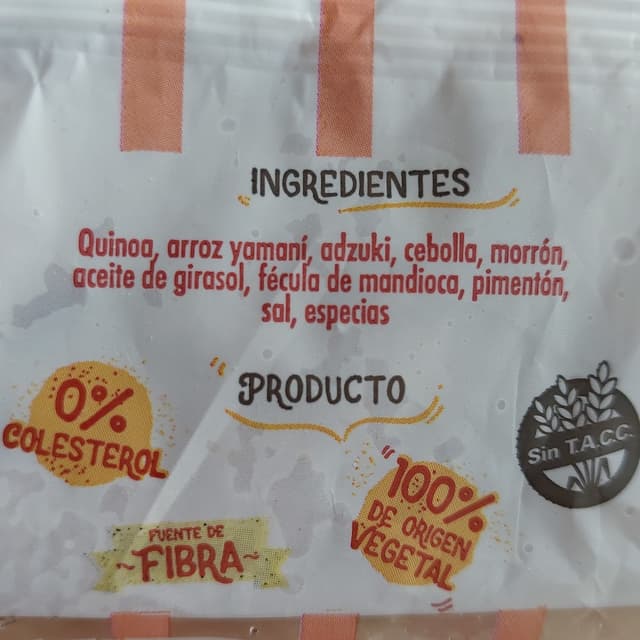 INGREDIENTES
Quinoa, arroz yamaní, adzuki, cebolla, morrón,
aceite de girasol, fécula de mandioca, pimentón,
sal, especias
PRODUCTO
0%
COLESTEROL
FUENTE DE
FIBRA
100%
DE ORIGEN
VEGETAL
Sin T.A.C.C.